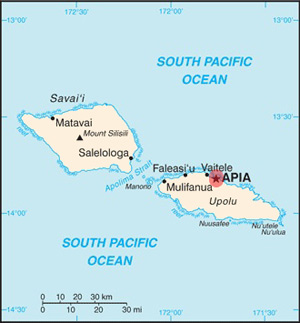 13°00'
172°30'
172°00'
SOUTH PACIFIC
OCEAN
Savai'i
13°30'
Matavai
Mount Silisili
Salelologa
Apolima Strait
Faleasi'u
Vaitele
Manono
Mulifanua
APIA
Upolu
14°00'
Nuusafee
Nu'utele
Nu'ulua
SOUTH PACIFIC
OCEAN
0 10 20 30 km
0 10 20 30 mi
172°30'
171°30'